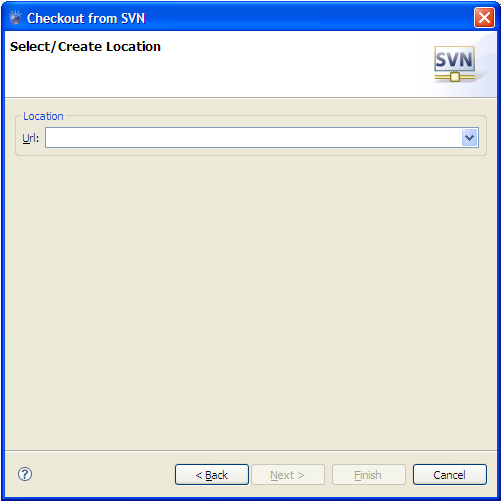 Checkout from SVN
Select/Create Location
SVN
Location
Url:
?
< Back Next > Finish Cancel